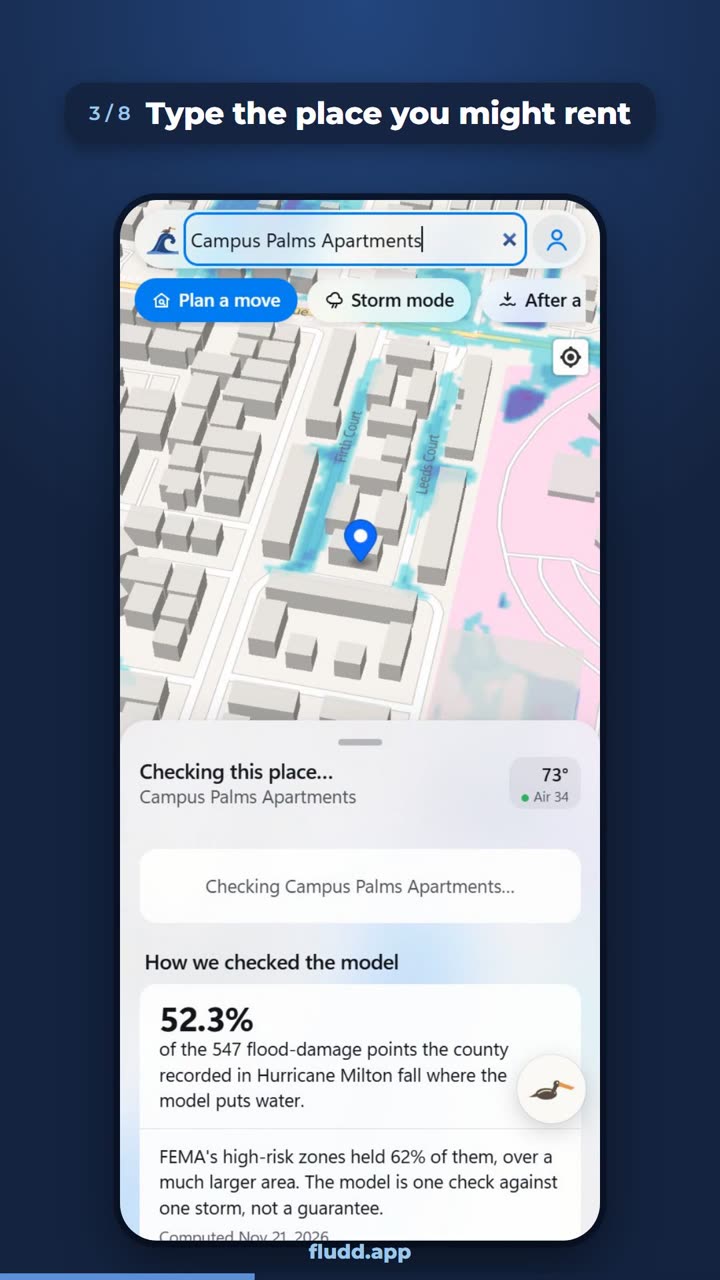 3 / 8 Type the place you might rent
Campus Palms Apartments
Plan a move
Storm mode
After a
Firth Court
Leeds Court
Checking this place...
Campus Palms Apartments
73°
Air 34
Checking Campus Palms Apartments...
How we checked the model
52.3%
of the 547 flood-damage points the county
recorded in Hurricane Milton fall where the
model puts water.
FEMA's high-risk zones held 62% of them, over a
much larger area. The model is one check against
one storm, not a guarantee.
Computed Nov 21, 2026
fludd.app